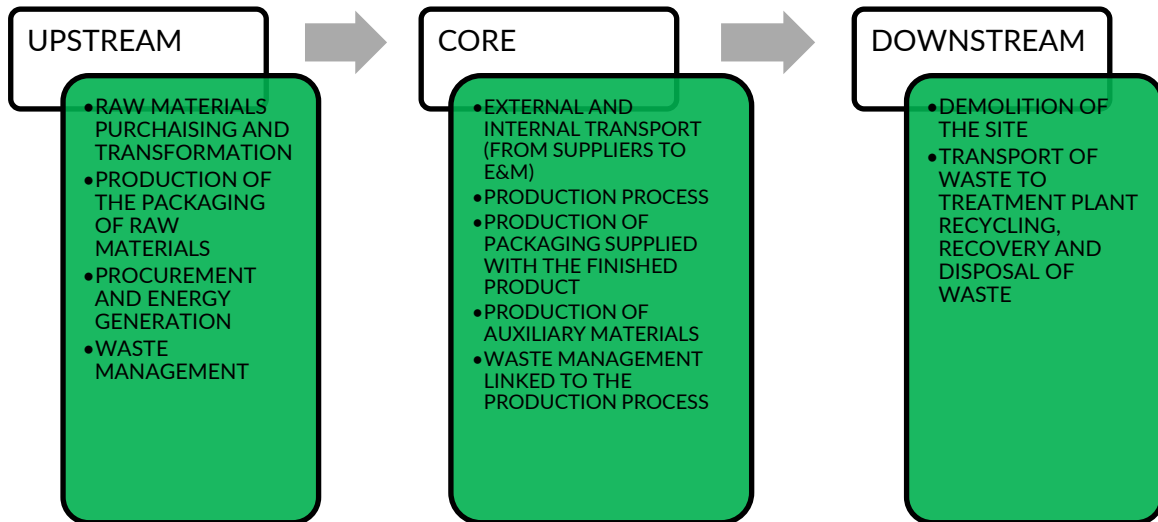 UPSTREAM
•RAW MATERIALS
PURCHAISING AND
TRANSFORMATION
•PRODUCTION OF
THE PACKAGING
OF RAW
MATERIALS
•PROCUREMENT
AND ENERGY
GENERATION
•WASTE
MANAGEMENT
CORE
•EXTERNAL AND
INTERNAL TRANSPORT
(FROM SUPPLIERS TO
E&M)
•PRODUCTION PROCESS
•PRODUCTION OF
PACKAGING SUPPLIED
WITH THE FINISHED
PRODUCT
•PRODUCTION OF
AUXILIARY MATERIALS
•WASTE MANAGEMENT
LINKED TO THE
PRODUCTION PROCESS
DOWNSTREAM
•DEMOLITION OF
THE SITE
•TRANSPORT OF
WASTE TO
TREATMENT PLANT
RECYCLING,
RECOVERY AND
DISPOSAL OF
WASTE